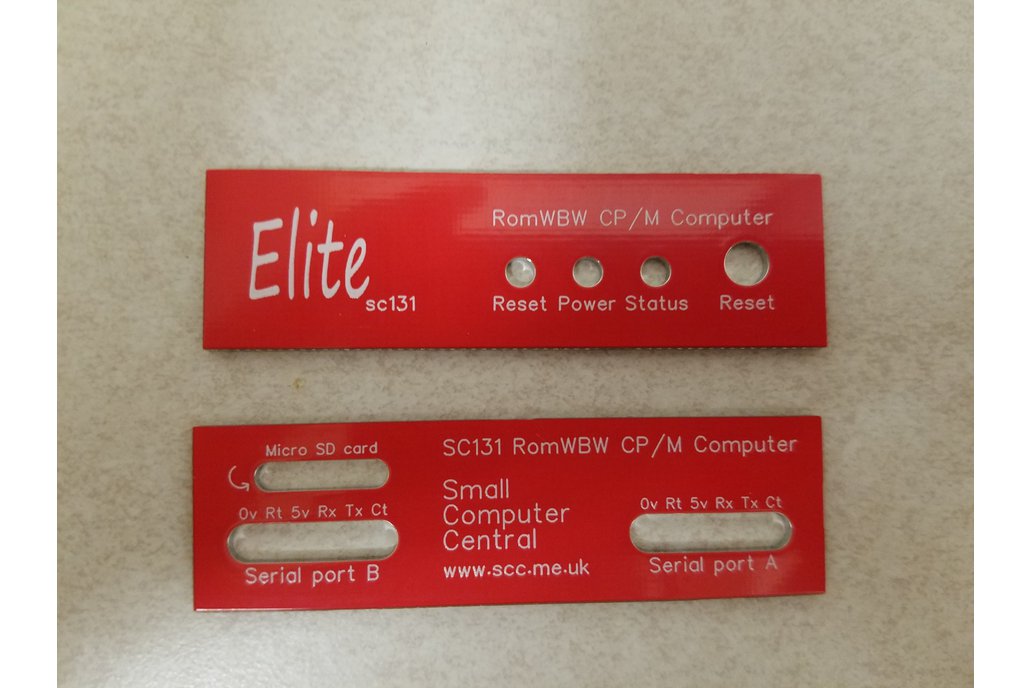 Elite
sc131
RomWBW CP/M Computer
Reset Power Status Reset
Micro SD card
0v Rt 5v Rx Tx Ct
Serial port B
SC131 RomWBW CP/M Computer
Small
Computer
Central
www.scc.me.uk
0v Rt 5v Rx Tx Ct
Serial port A